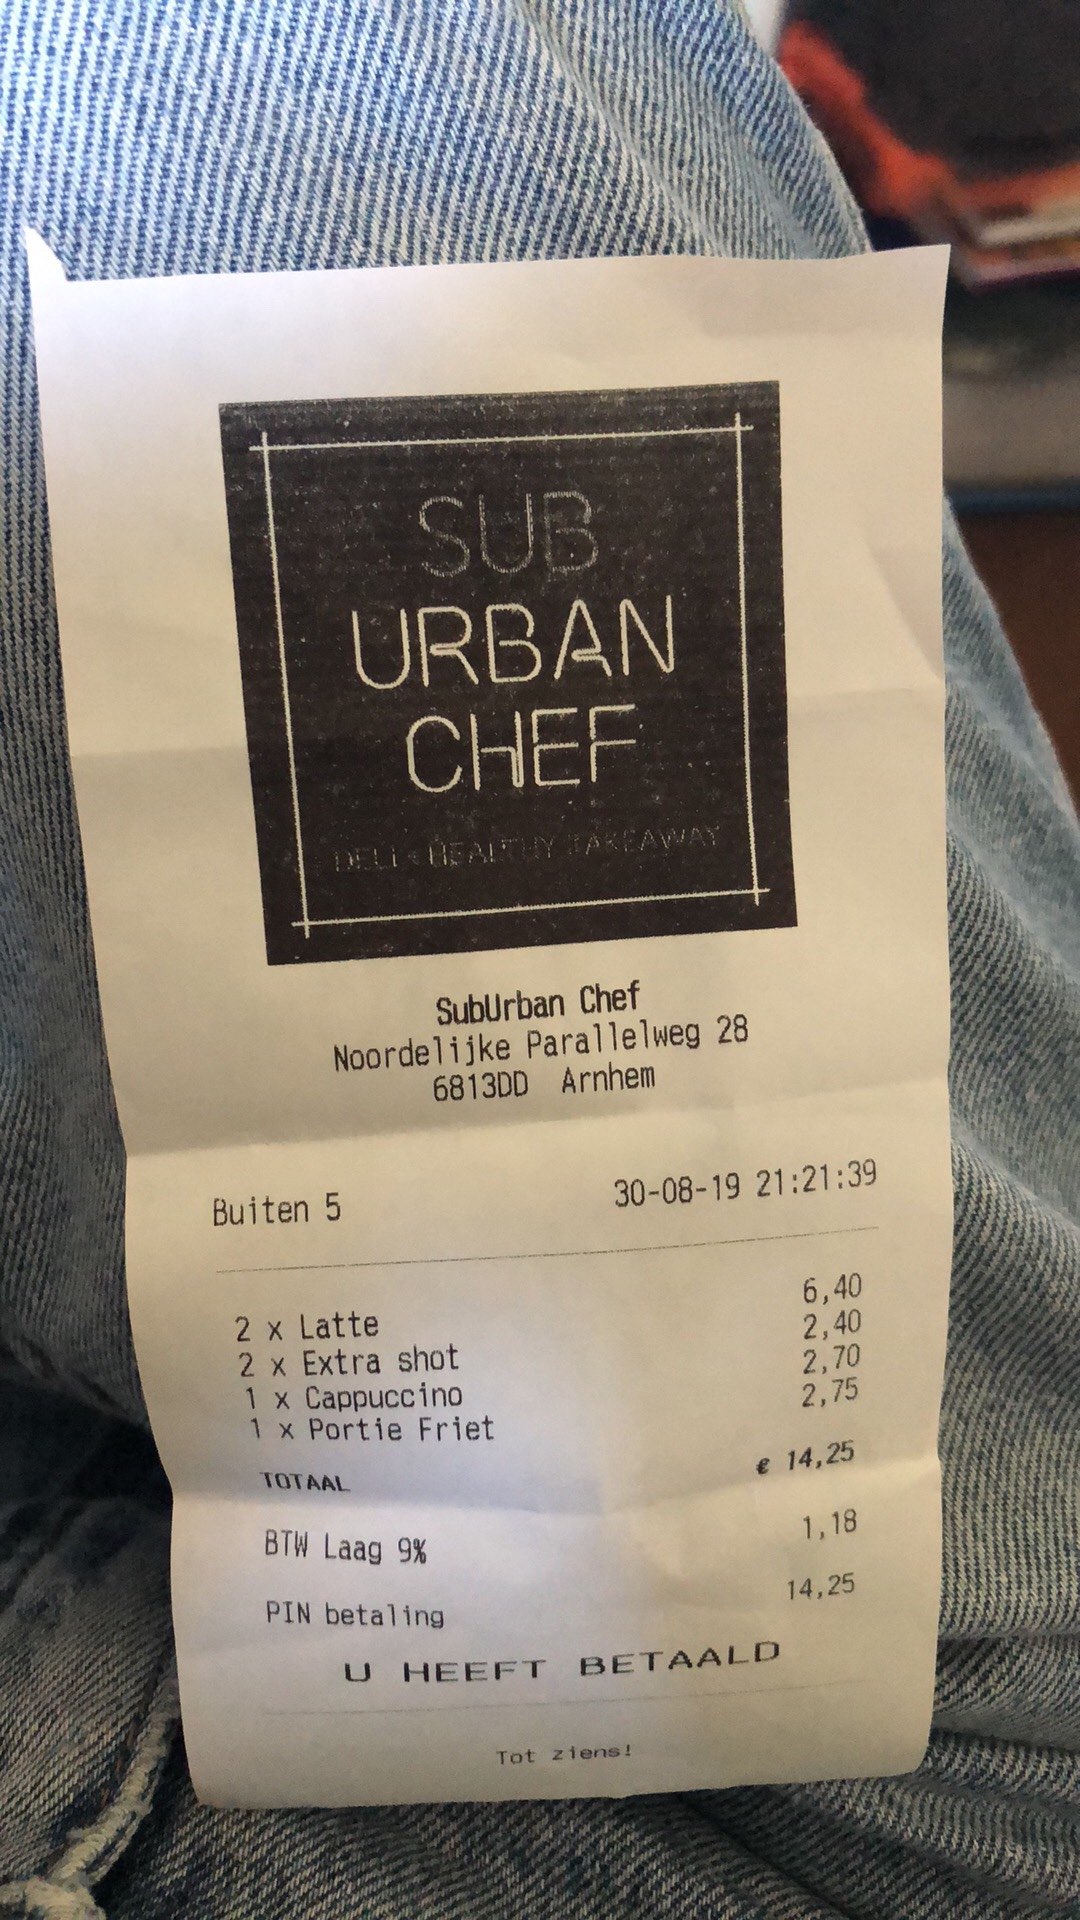 SUB
URBAN
CHEF
DELI • HEALTHY TAKEAWAY
SubUrban Chef
Noordelijke Parallelweg 28
6813DD Arnhem
Buiten 5 30-08-19 21:21:39
2 x Latte 6,40
2 x Extra shot 2,40
1 x Cappuccino 2,70
1 x Portie Friet 2,75
TOTAAL € 14,25
BTW Laag 9% 1,18
PIN betaling 14,25
U HEEFT BETAALD
Tot ziens!